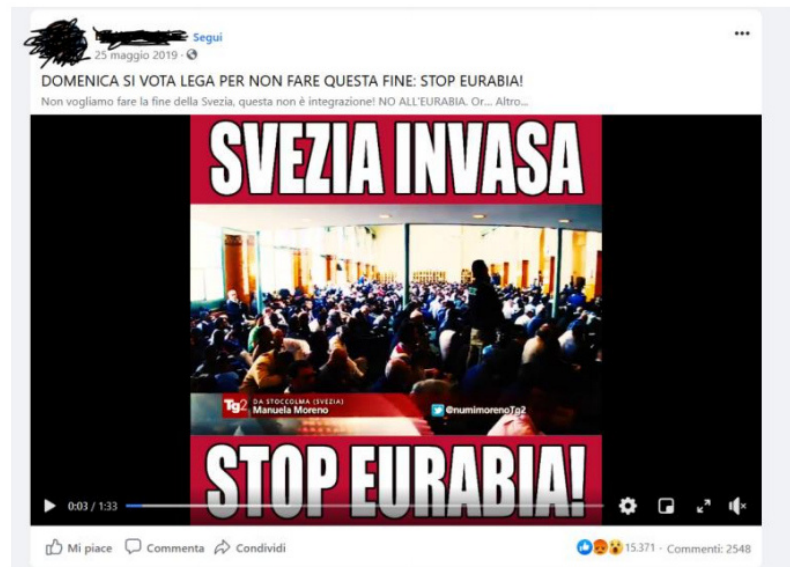 Segui
25 maggio 2019 ·
DOMENICA SI VOTA LEGA PER NON FARE QUESTA FINE: STOP EURABIA!
Non vogliamo fare la fine della Svezia, questa non è integrazione! NO ALL'EURABIA. Or... Altro...
SVEZIA INVASA
Tg2 DA STOCCOLMA (SVEZIA)
Manuela Moreno @numimorenoTg2
STOP EURABIA!
0:03 / 1:33
Mi piace Commenta Condividi 15.371 · Commenti: 2548